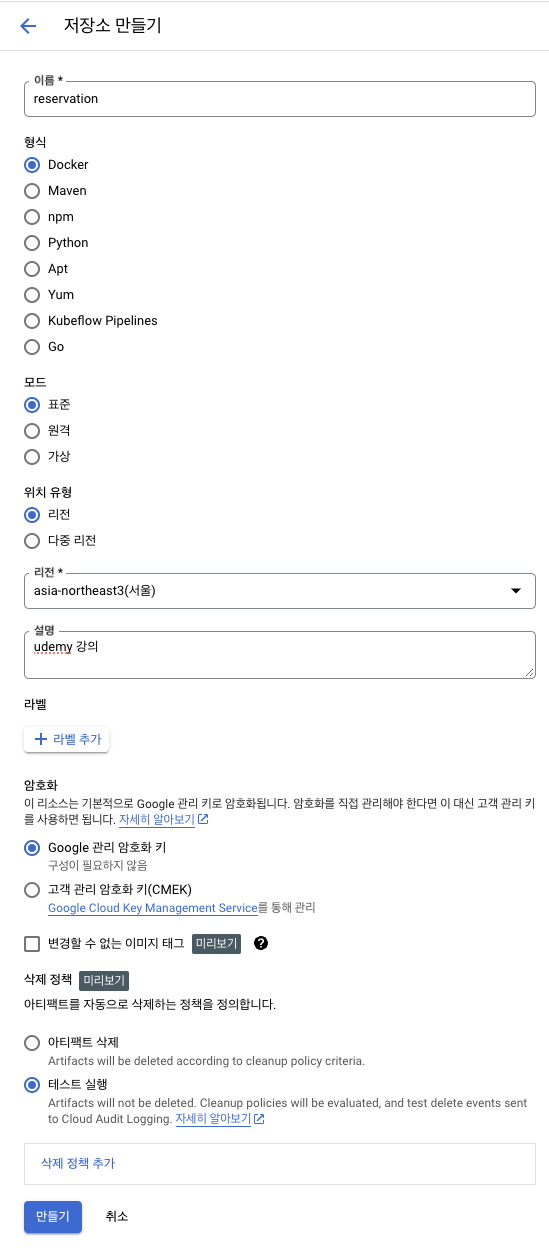 저장소 만들기
이름 *
reservation
형식
Docker
Maven
npm
Python
Apt
Yum
Kubeflow Pipelines
Go
모드
표준
원격
가상
위치 유형
리전
다중 리전
리전 *
asia-northeast3(서울)
설명
udemy 강의
라벨
라벨 추가
암호화
이 리소스는 기본적으로 Google 관리 키로 암호화됩니다. 암호화를 직접 관리해야 한다면 이 대신 고객 관리 키
를 사용하면 됩니다. 자세히 알아보기
Google 관리 암호화 키
구성이 필요하지 않음
고객 관리 암호화 키(CMEK)
Google Cloud Key Management Service를 통해 관리
변경할 수 없는 이미지 태그 미리보기 ?
삭제 정책 미리보기
아티팩트를 자동으로 삭제하는 정책을 정의합니다.
아티팩트 삭제
Artifacts will be deleted according to cleanup policy criteria.
테스트 실행
Artifacts will not be deleted. Cleanup policies will be evaluated, and test delete events sent
to Cloud Audit Logging. 자세히 알아보기
삭제 정책 추가
만들기 취소